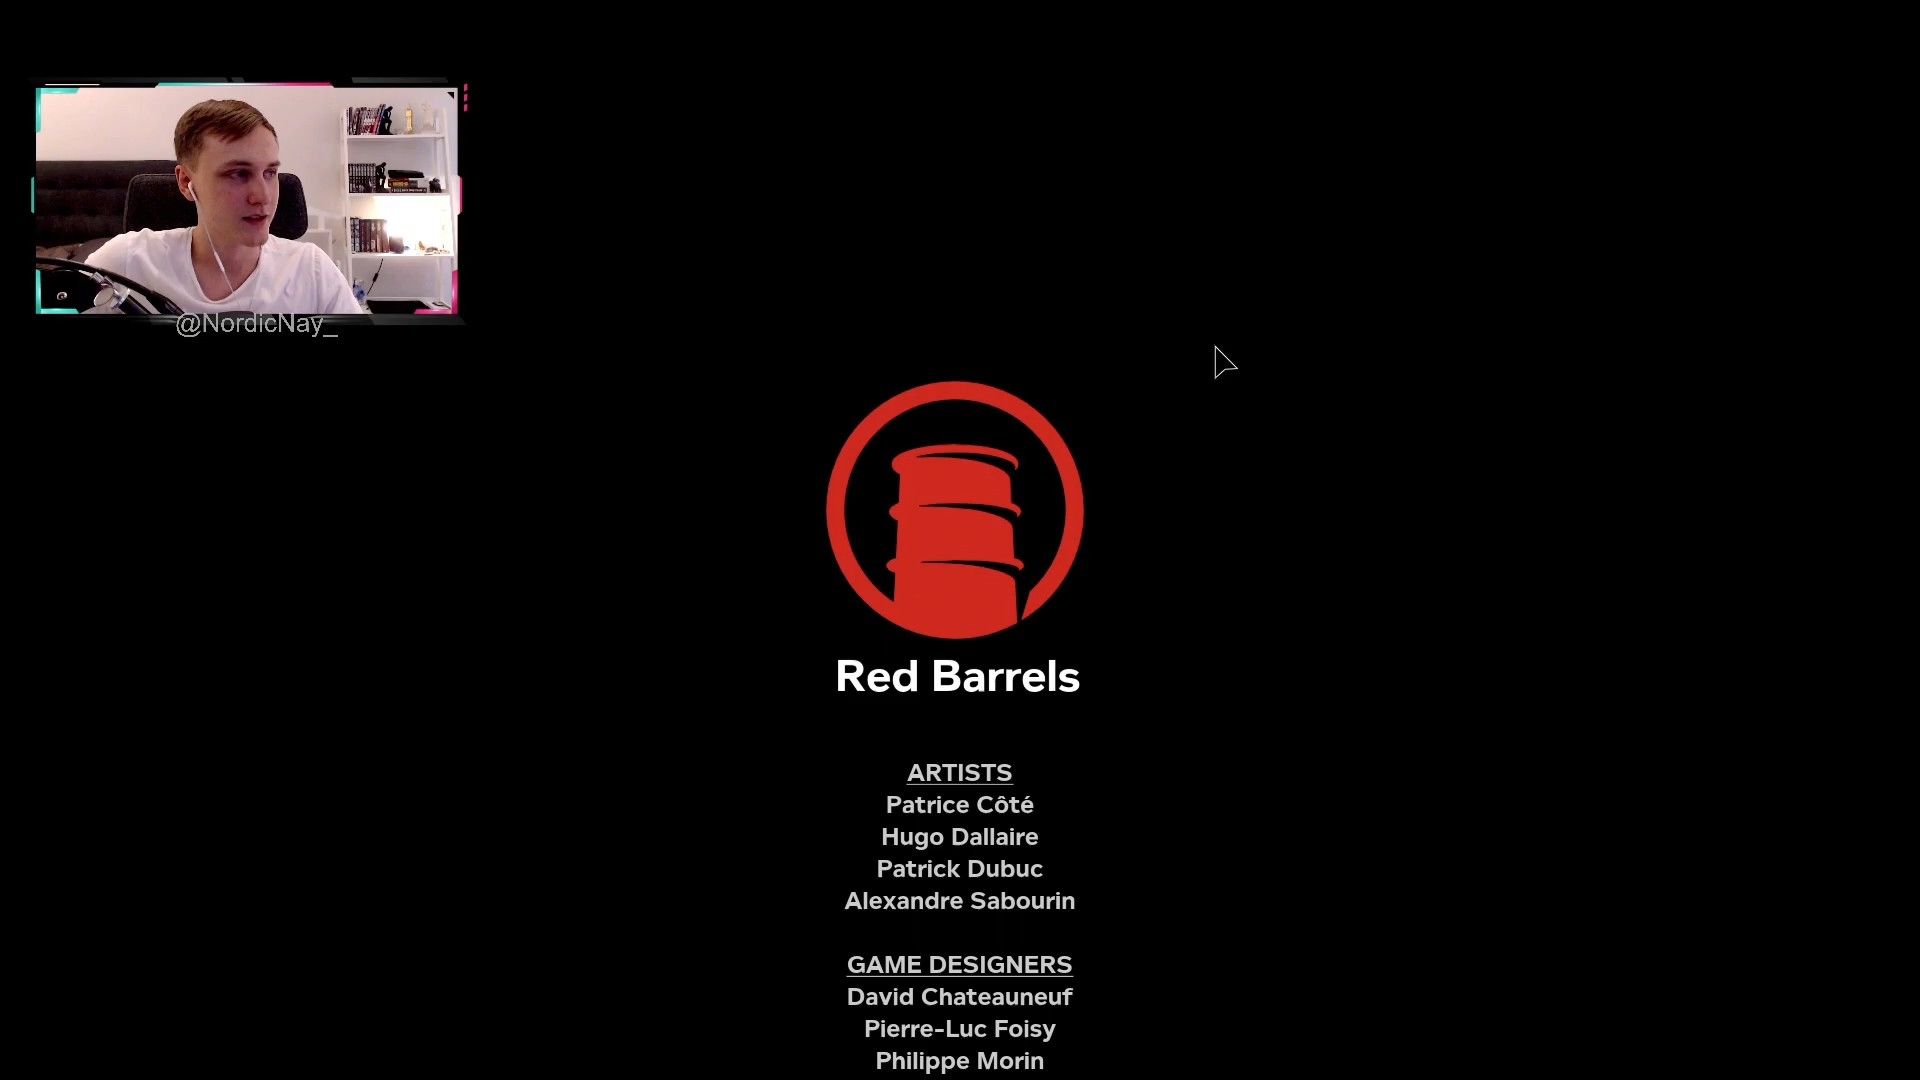 @NordicNay_
Red Barrels
ARTISTS
Patrice Côté
Hugo Dallaire
Patrick Dubuc
Alexandre Sabourin
GAME DESIGNERS
David Chateauneuf
Pierre-Luc Foisy
Philippe Morin